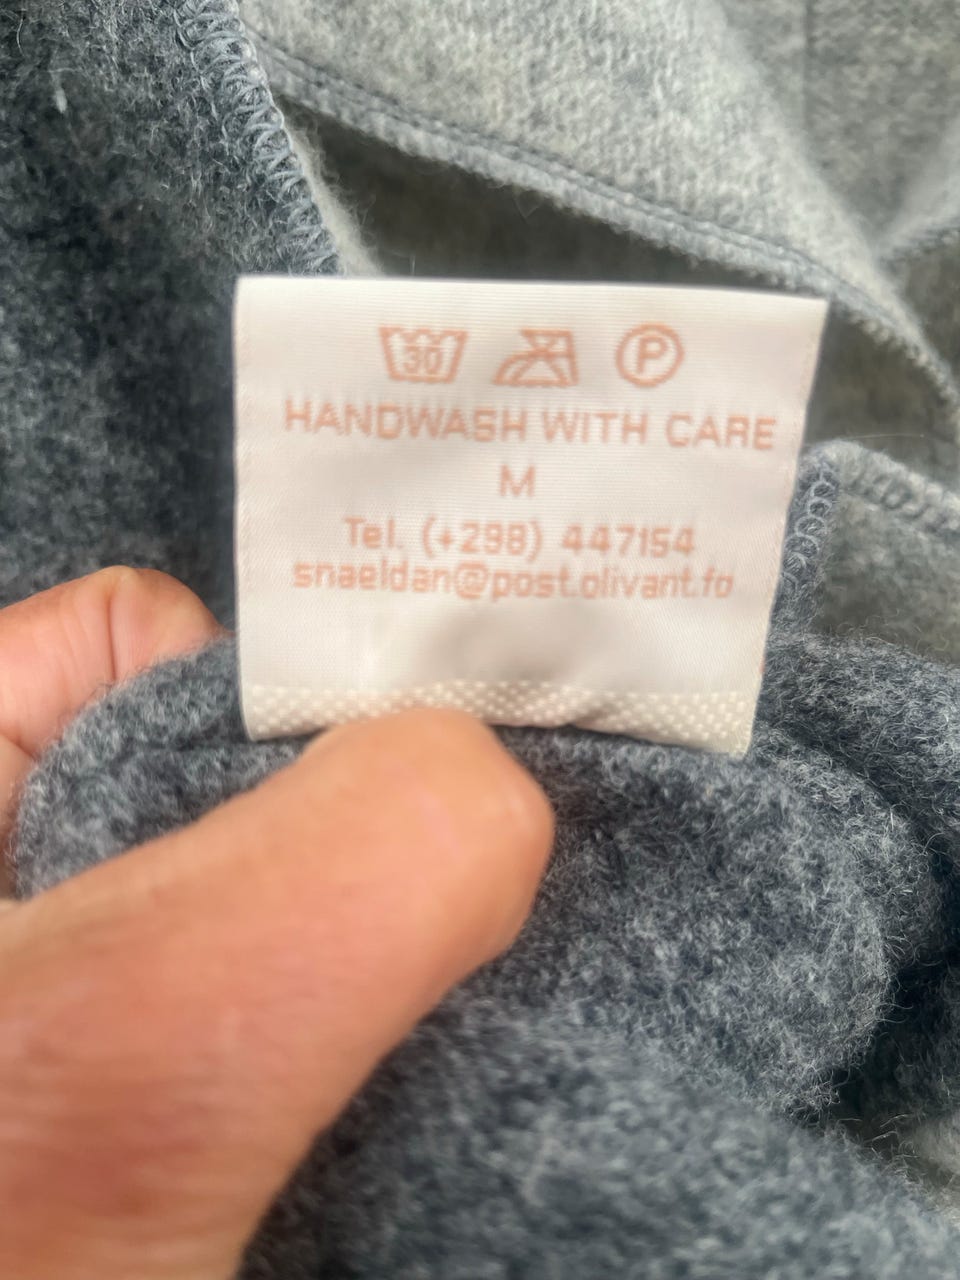 30 P
HANDWASH WITH CARE
M
Tel. (+298) 447154
snaeldan@post.olivant.fo